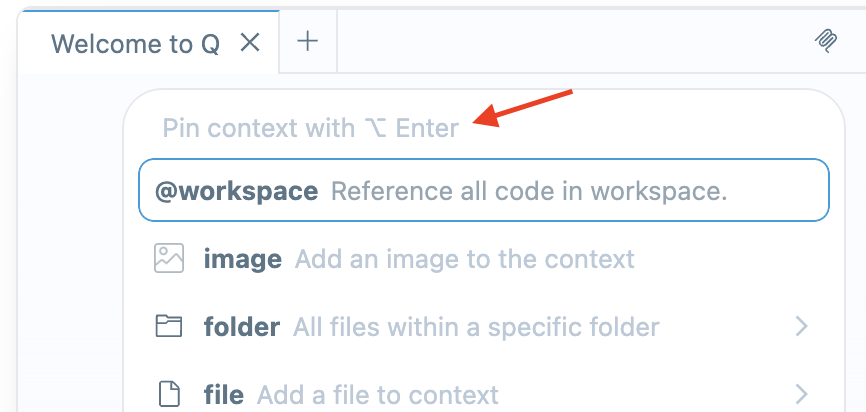 Welcome to Q
Pin context with ⌥ Enter
@workspace Reference all code in workspace.
image Add an image to the context
folder All files within a specific folder
file Add a file to context